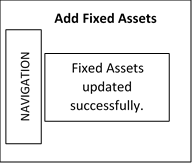 Add Fixed Assets
NAVIGATION
Fixed Assets
updated
successfully.